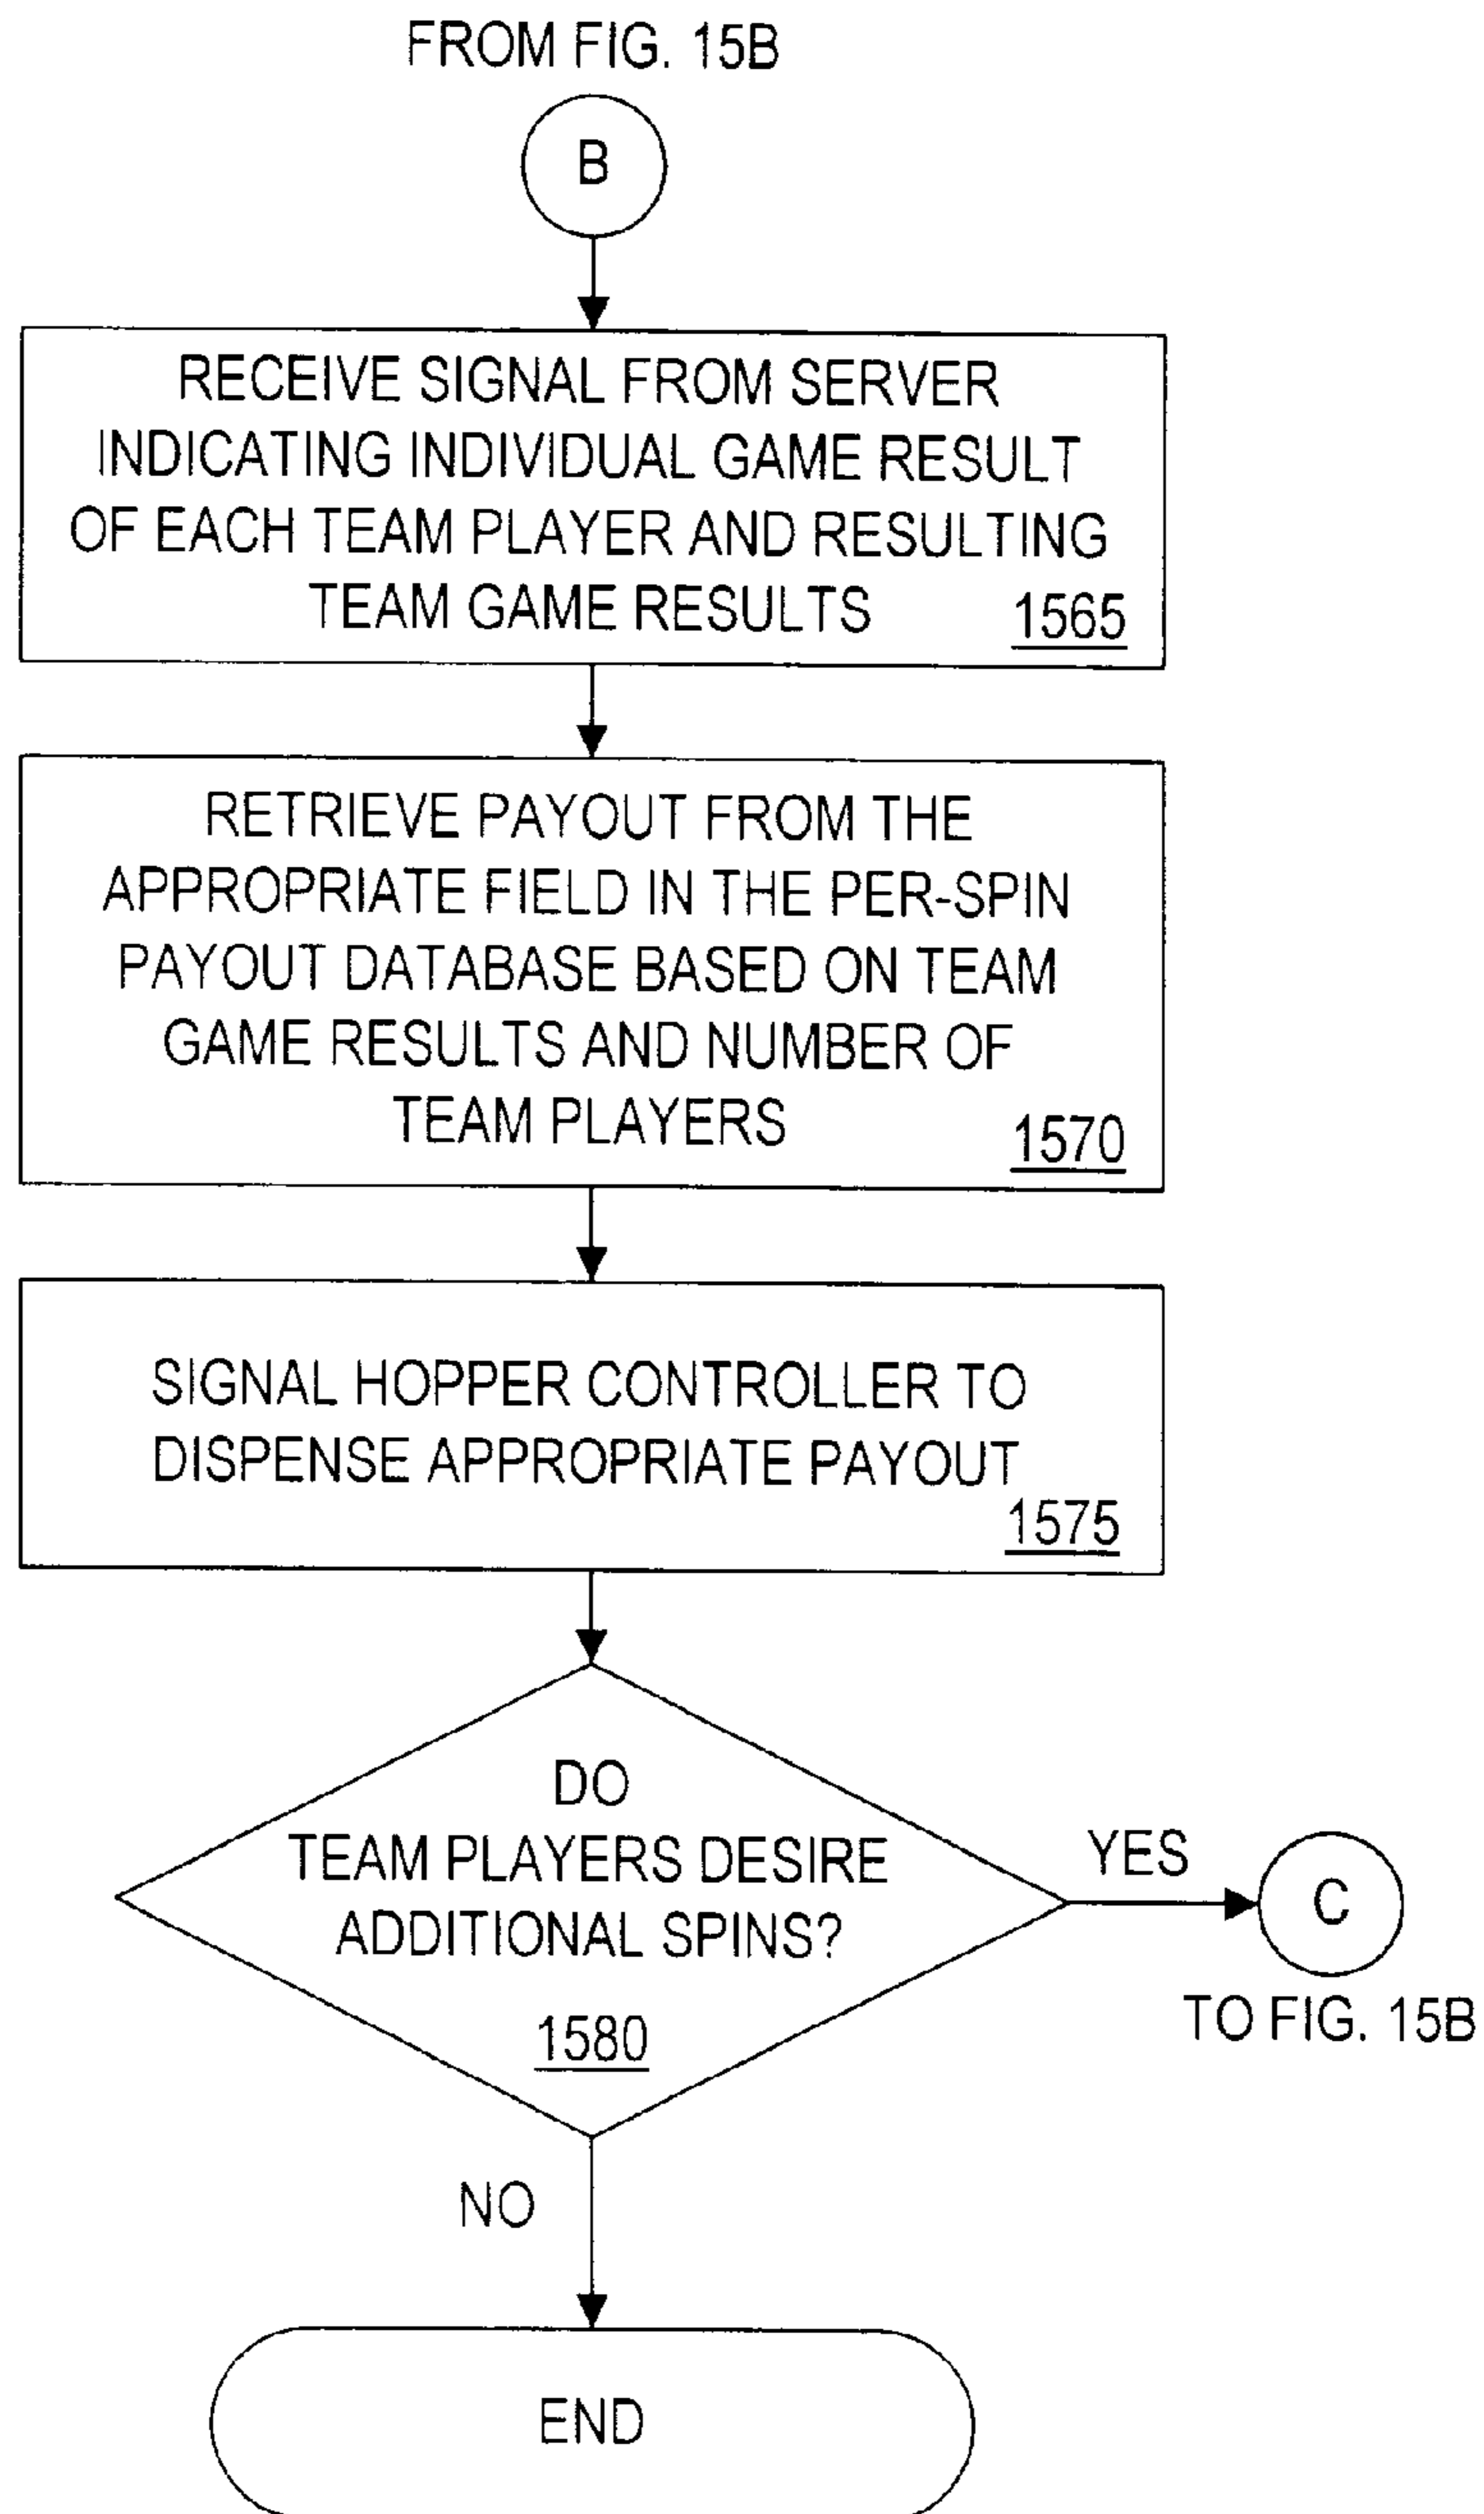 FROM FIG. 15B
B
RECEIVE SIGNAL FROM SERVER
INDICATING INDIVIDUAL GAME RESULT
OF EACH TEAM PLAYER AND RESULTING
TEAM GAME RESULTS 1565
RETRIEVE PAYOUT FROM THE
APPROPRIATE FIELD IN THE PER-SPIN
PAYOUT DATABASE BASED ON TEAM
GAME RESULTS AND NUMBER OF
TEAM PLAYERS 1570
SIGNAL HOPPER CONTROLLER TO
DISPENSE APPROPRIATE PAYOUT
1575
DO
TEAM PLAYERS DESIRE
ADDITIONAL SPINS?
1580
YES
C
TO FIG. 15B
NO
END